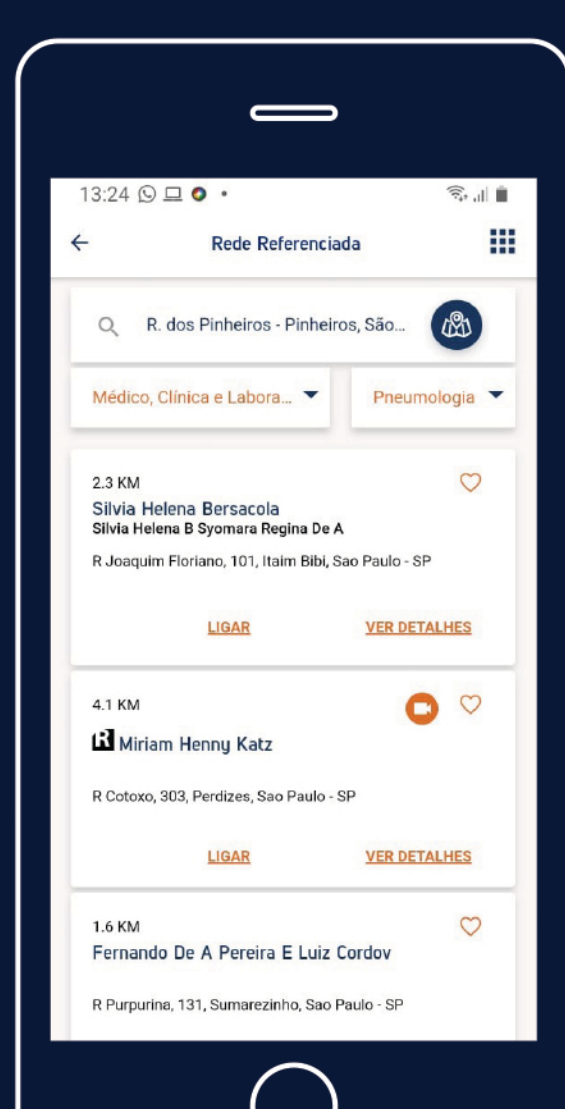 13:24
Rede Referenciada
R. dos Pinheiros - Pinheiros, São...
Médico, Clínica e Labora... Pneumologia
2.3 KM
Silvia Helena Bersacola
Silvia Helena B Syomara Regina De A
R Joaquim Floriano, 101, Itaim Bibi, Sao Paulo - SP
LIGAR VER DETALHES
4.1 KM
R Miriam Henny Katz
R Cotoxo, 303, Perdizes, Sao Paulo - SP
LIGAR VER DETALHES
1.6 KM
Fernando De A Pereira E Luiz Cordov
R Purpurina, 131, Sumarezinho, Sao Paulo - SP